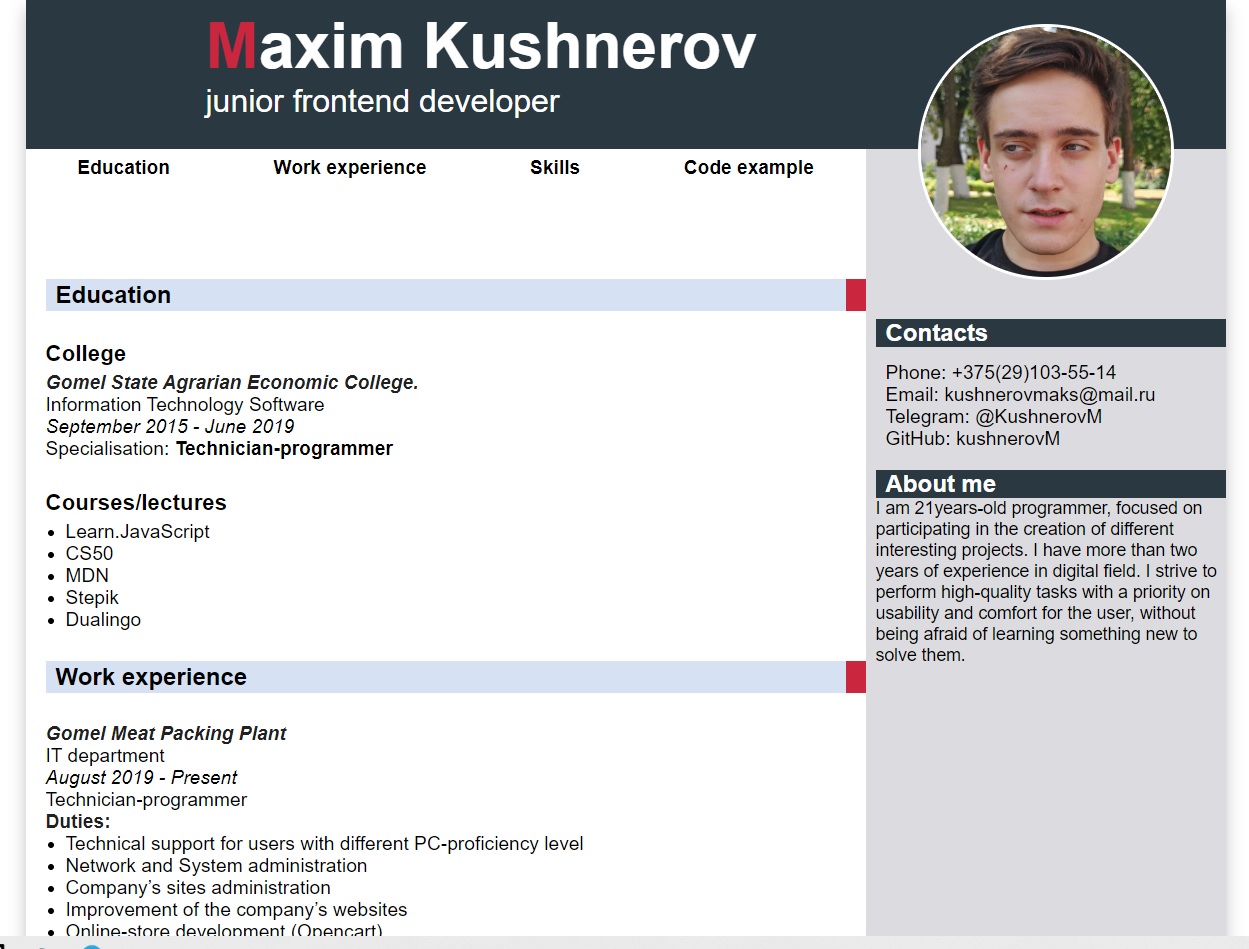 Maxim Kushnerov
junior frontend developer
Education Work experience Skills Code example
Education
College
Gomel State Agrarian Economic College.
Information Technology Software
September 2015 - June 2019
Specialisation: Technician-programmer
Courses/lectures
Learn.JavaScript
CS50
MDN
Stepik
Dualingo
Work experience
Gomel Meat Packing Plant
IT department
August 2019 - Present
Technician-programmer
Duties:
Technical support for users with different PC-proficiency level
Network and System administration
Company’s sites administration
Improvement of the company’s websites
Online-store development (Opencart)
Contacts
Phone: +375(29)103-55-14
Email: kushnerovmaks@mail.ru
Telegram: @KushnerovM
GitHub: kushnerovM
About me
I am 21years-old programmer, focused on
participating in the creation of different
interesting projects. I have more than two
years of experience in digital field. I strive to
perform high-quality tasks with a priority on
usability and comfort for the user, without
being afraid of learning something new to
solve them.